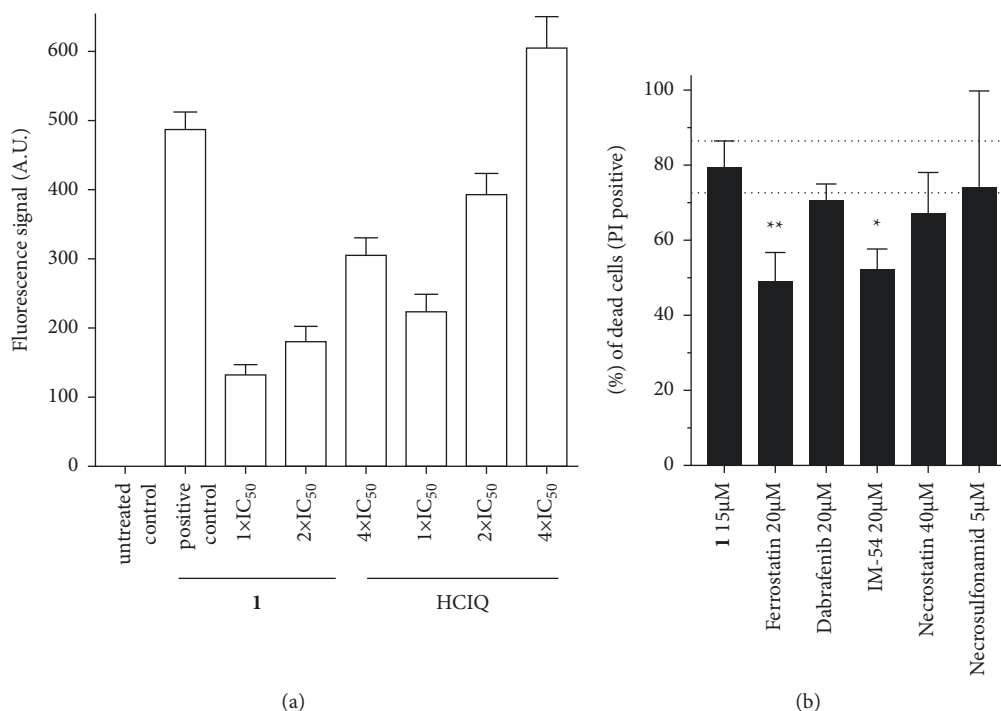 Fluorescence signal (A.U.)
600
500
400
300
200
100
0
untreated
control
positive
control
1×IC₅₀
2×IC₅₀
4×IC₅₀
1×IC₅₀
2×IC₅₀
4×IC₅₀
1
HCIQ
(a)
(%) of dead cells (PI positive)
100
80
60
40
20
0
**
*
1 15μM
Ferrostatin 20μM
Dabrafenib 20μM
IM-54 20μM
Necrostatin 40μM
Necrosulfonamid 5μM
(b)